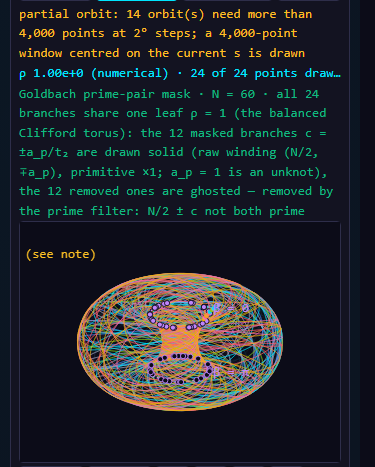 partial orbit: 14 orbit(s) need more than
4,000 points at 2° steps; a 4,000-point
window centred on the current s is drawn
ρ 1.00e+0 (numerical) · 24 of 24 points draw…
Goldbach prime-pair mask · N = 60 · all 24
branches share one leaf ρ = 1 (the balanced
Clifford torus): the 12 masked branches c =
±a_p/t₂ are drawn solid (raw winding (N/2,
∓a_p), primitive ×1; a_p = 1 is an unknot),
the 12 removed ones are ghosted — removed by
the prime filter: N/2 ± c not both prime
(see note)